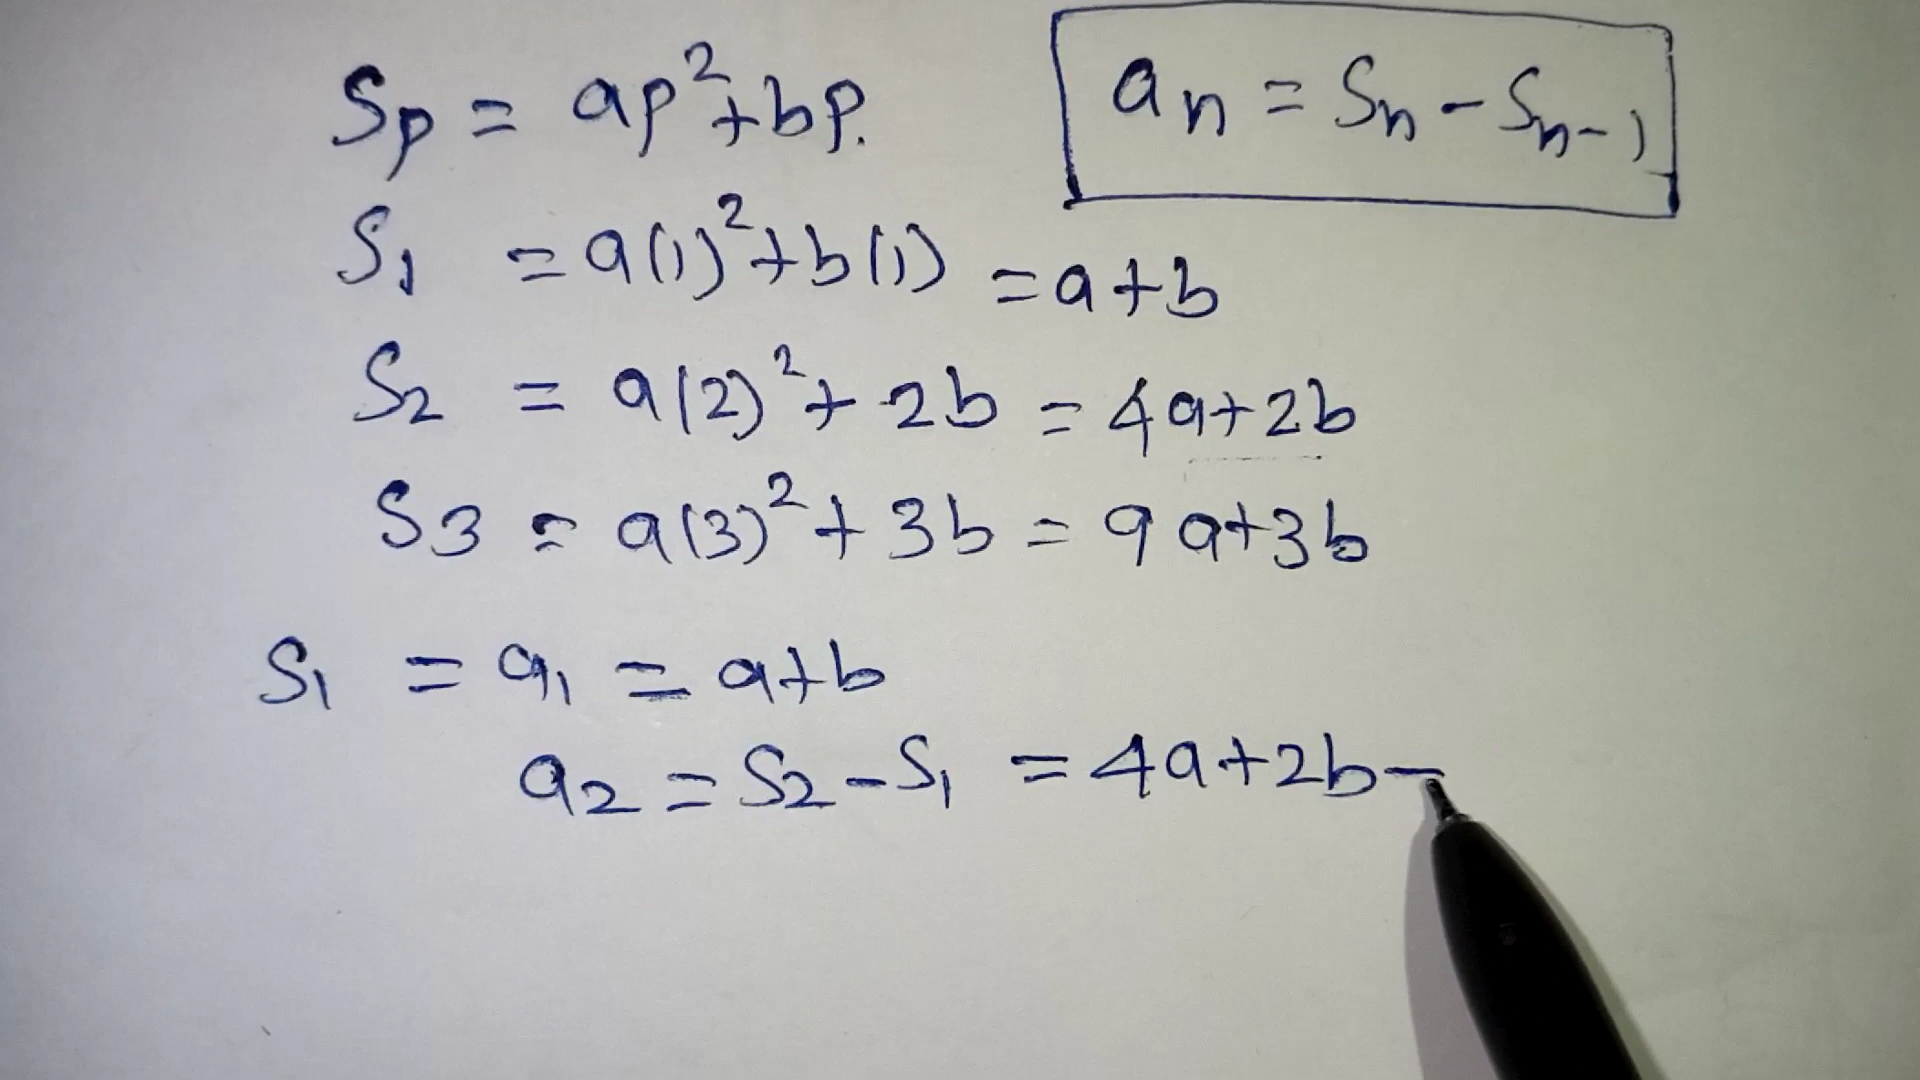 Sp = ap²+bp.
an = Sn - Sn-1
S1 = a(1)²+b(1) = a+b
S2 = a(2)²+ 2b = 4a+2b
S3 = a(3)²+ 3b = 9a+3b
S1 = a1 = a+b
a2 = S2 - S1 = 4a+2b-